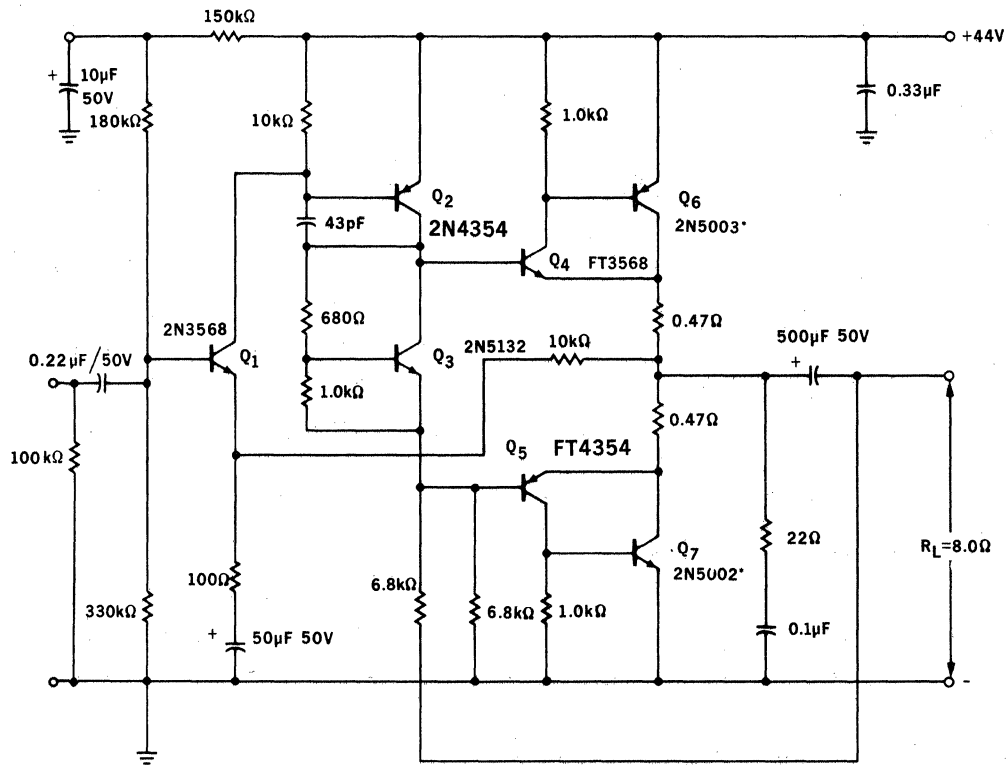 150kΩ
+44V
+ 10μF
50V
180kΩ
10kΩ
1.0kΩ
0.33μF
Q2
2N4354
Q6
2N5003*
43pF
Q4 FT3568
680Ω
0.47Ω
2N3568
Q1
Q3
2N5132
10kΩ
500μF 50V
+
0.22μF/50V
1.0kΩ
0.47Ω
100kΩ
Q5 FT4354
22Ω
Q7
2N5002*
RL=8.0Ω
100Ω
6.8kΩ
330kΩ
6.8kΩ
1.0kΩ
0.1μF
+ 50μF 50V
-